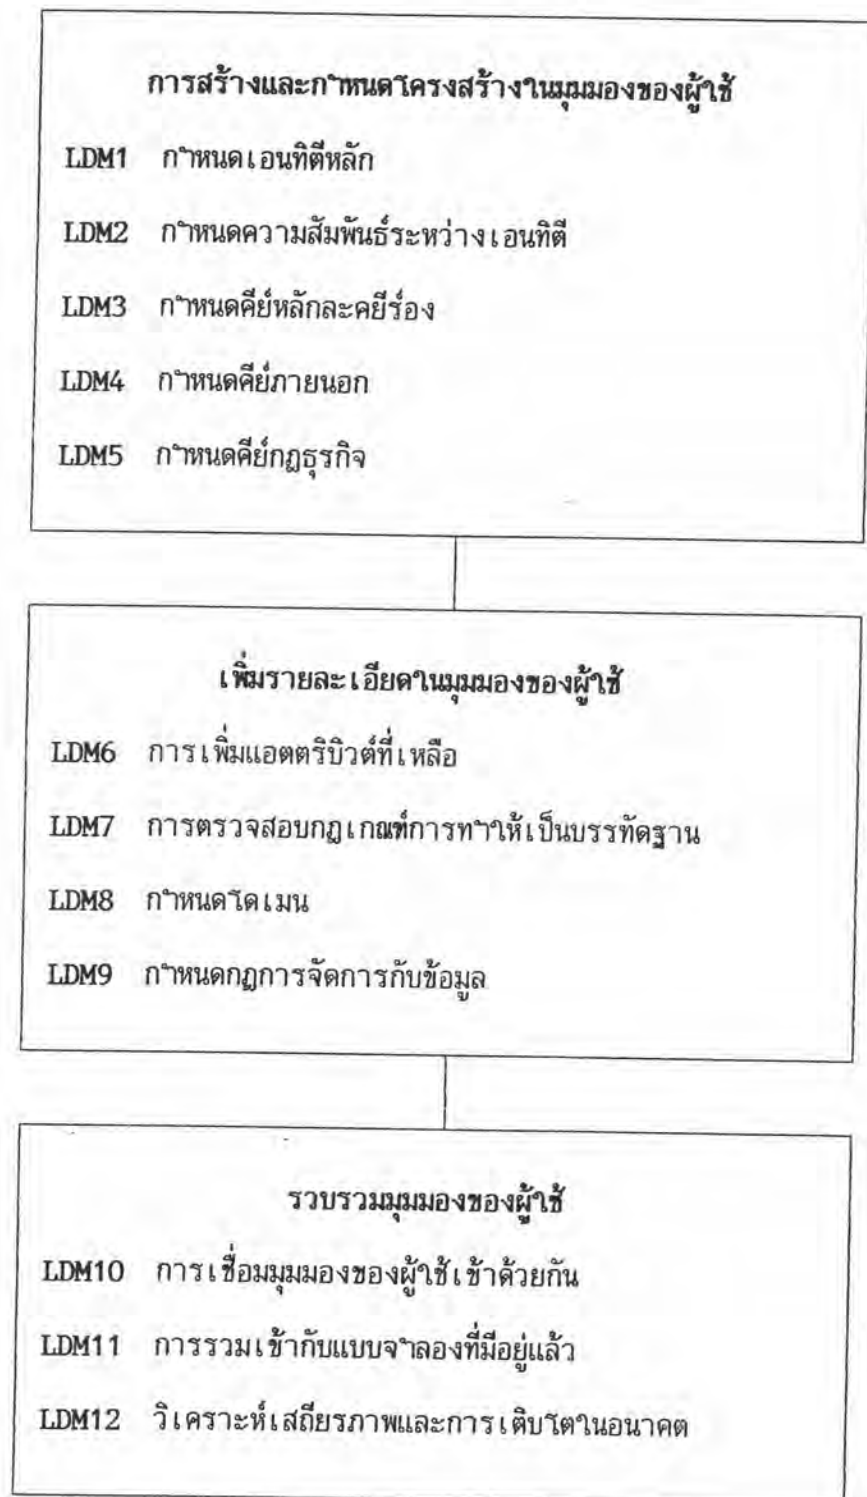 การสร้างและกำหนดโครงสร้างในมุมมองของผู้ใช้
LDM1 กำหนดเอนทิตีหลัก
LDM2 กำหนดความสัมพันธ์ระหว่างเอนทิตี
LDM3 กำหนดคีย์หลักละคยีร์อง
LDM4 กำหนดคีย์ภายนอก
LDM5 กำหนดคีย์กฎธุรกิจ
เพิ่มรายละเอียดในมุมมองของผู้ใช้
LDM6 การเพิ่มแอตตริบิวต์ที่เหลือ
LDM7 การตรวจสอบกฎเกณฑ์การทำให้เป็นบรรทัดฐาน
LDM8 กำหนดโดเมน
LDM9 กำหนดกฎการจัดการกับข้อมูล
รวบรวมมุมมองของผู้ใช้
LDM10 การเชื่อมมุมมองของผู้ใช้เข้าด้วยกัน
LDM11 การรวมเข้ากับแบบจำลองที่มีอยู่แล้ว
LDM12 วิเคราะห์เสถียรภาพและการเติบโตในอนาคต